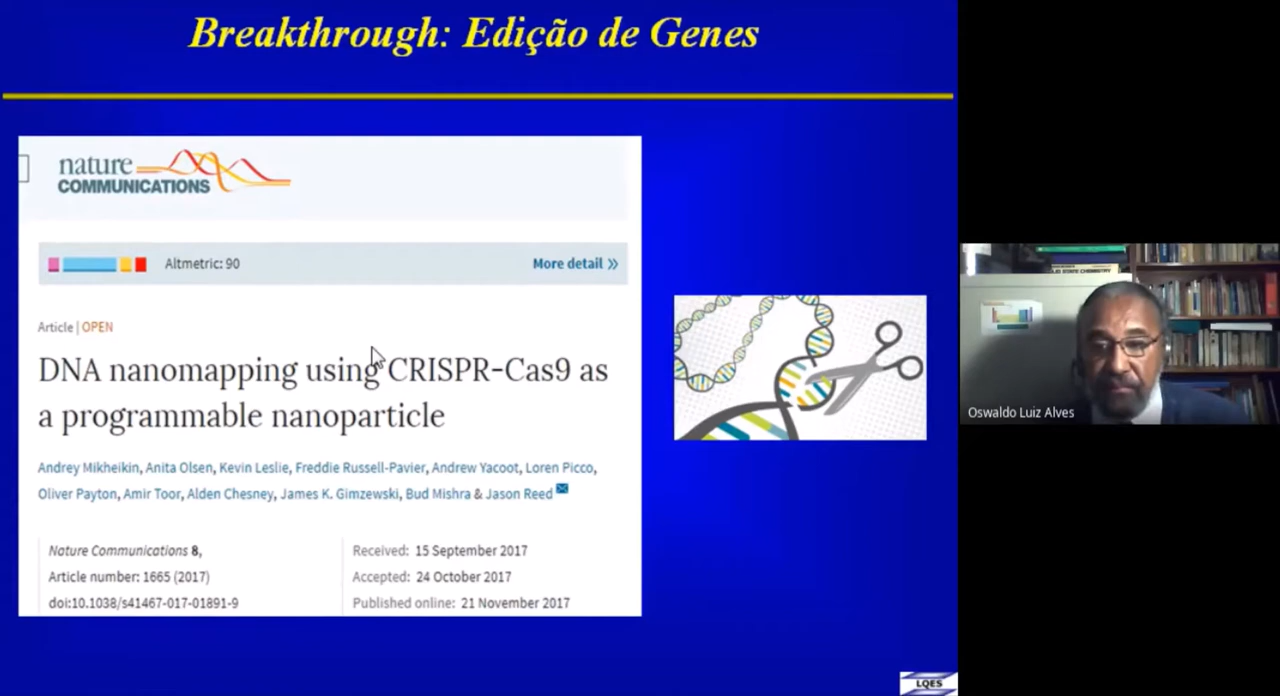 Breakthrough: Edição de Genes
nature
COMMUNICATIONS
Altmetric: 90
More detail »
Article | OPEN
DNA nanomapping using CRISPR-Cas9 as
a programmable nanoparticle
Andrey Mikheikin, Anita Olsen, Kevin Leslie, Freddie Russell-Pavier, Andrew Yacoot, Loren Picco,
Oliver Payton, Amir Toor, Alden Chesney, James K. Gimzewski, Bud Mishra & Jason Reed
Nature Communications 8,
Article number: 1665 (2017)
doi:10.1038/s41467-017-01891-9
Received: 15 September 2017
Accepted: 24 October 2017
Published online: 21 November 2017
LQES
STATE CHEMISTRY
Oswaldo Luiz Alves